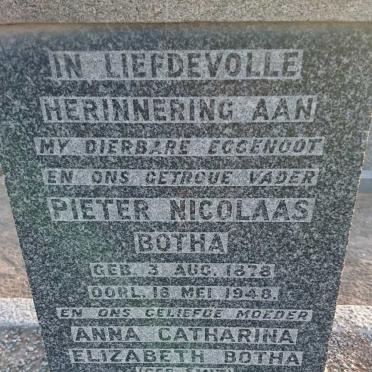 IN LIEFDEVOLLE
HERINNERING AAN
MY DIERBARE EGGENOOT
EN ONS GETROUE VADER
PIETER NICOLAAS
BOTHA
GEB. 3 AUG. 1878
OORL. 16 MEI 1948.
EN ONS GELIEFDE MOEDER
ANNA CATHARINA
ELIZABETH BOTHA